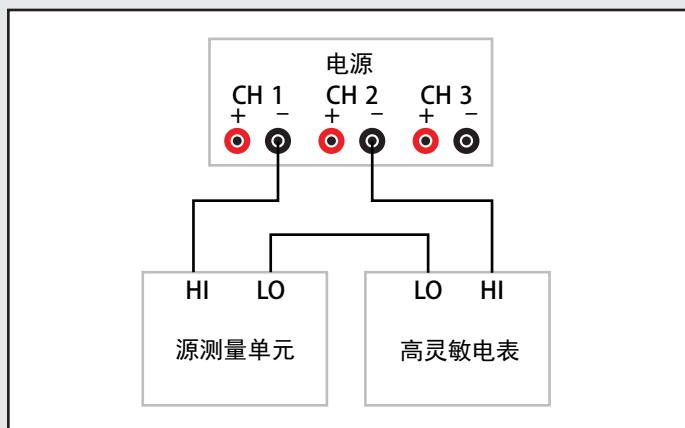 电源
CH 1 CH 2 CH 3
+ − + − + −
HI LO LO HI
源测量单元 高灵敏电表